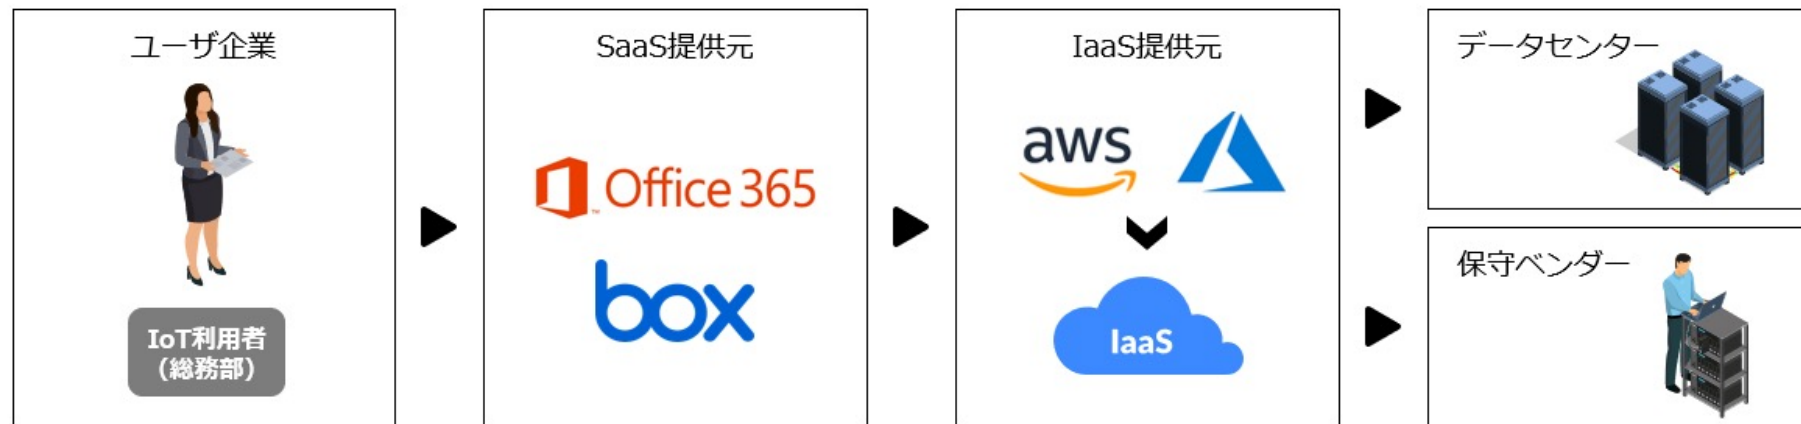 ユーザ企業
IoT利用者
(総務部)
SaaS提供元
Office 365
box
IaaS提供元
aws
IaaS
データセンター
保守ベンダー